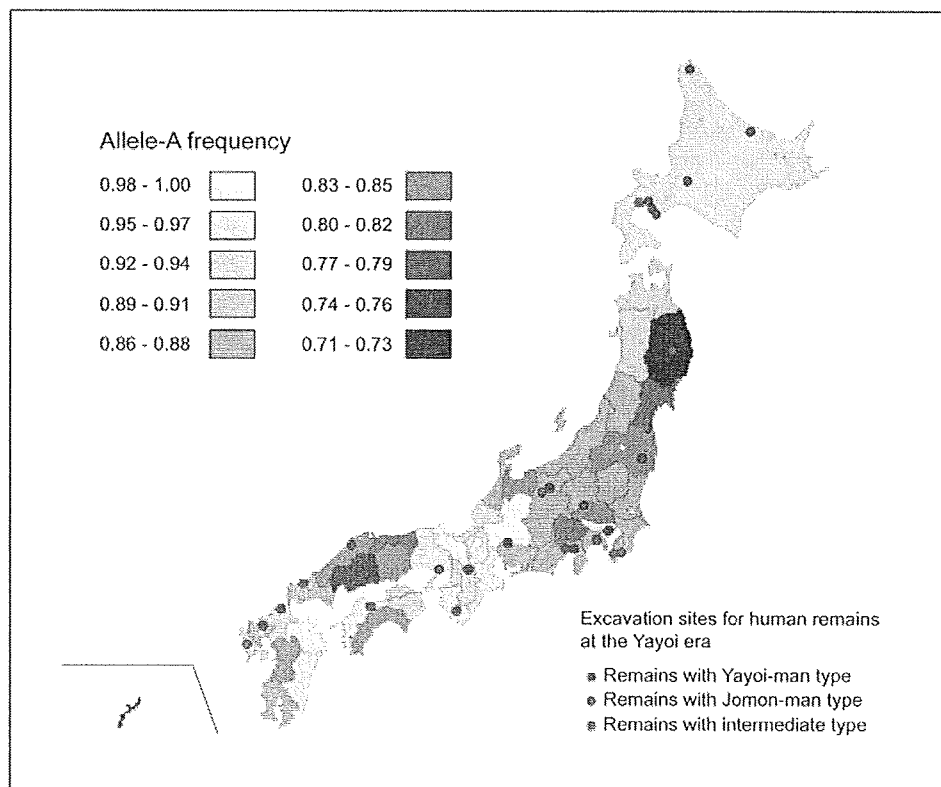 Allele-A frequency
0.98 - 1.00 0.83 - 0.85
0.95 - 0.97 0.80 - 0.82
0.92 - 0.94 0.77 - 0.79
0.89 - 0.91 0.74 - 0.76
0.86 - 0.88 0.71 - 0.73
Excavation sites for human remains
at the Yayoi era
Remains with Yayoi-man type
Remains with Jomon-man type
Remains with intermediate type